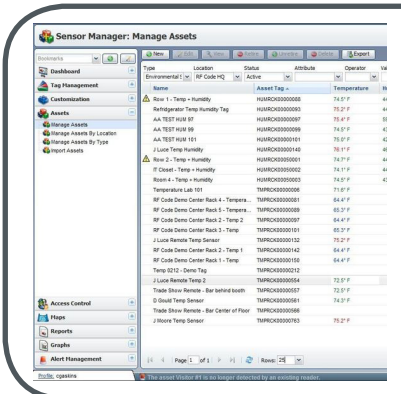 Sensor Manager: Manage Assets
Bookmarks
New Edit View Retire Unretire Delete Export
Type Location Status Attribute Operator
Environmental S RF Code HQ Active
Name Asset Tag Temperature
Row 1 - Temp + Humidity HUMRCK00000088 74.5° F
Refridgerator Temp Humidity Tag HUMRCK00000093 75.2° F
AA TEST HUM 97 HUMRCK00000097 75.4° F
AA TEST HUM 99 HUMRCK00000099 74.5° F
AA TEST HUM 101 HUMRCK00000101 75.0° F
J Luce Temp Humidity HUMRCK00000140 76.1° F
Row 2 - Temp + Humidity HUMRCK00050001 74.7° F
IT Closet - Temp + Humidity HUMRCK00050002 74.1° F
Room 4 - Temp + Humidity HUMRCK00050003 74.5° F
Temperature Lab 101 TMPRCK00000006 71.6° F
RF Code Demo Center Rack 4 - Tempera... TMPRCK00000081 64.4° F
RF Code Demo Center Rack 5 - Tempera... TMPRCK00000089 65.3° F
RF Code Demo Center Rack 2 - Temp 2 TMPRCK00000097 64.4° F
RF Code Demo Center Rack 3 - Temp TMPRCK00000101 65.3° F
J Luce Remote Temp Sensor TMPRCK00000132 75.2° F
RF Code Demo Center Rack 2 - Temp 1 TMPRCK00000142 64.4° F
RF Code Demo Center Rack 1 - Temp TMPRCK00000150 64.4° F
Temp 0212 - Demo Tag TMPRCK00000212
J Luce Remote Temp 2 TMPRCK00000554 72.5° F
Trade Show Remote - Bar behind booth TMPRCK00000557 72.5° F
D Gould Temp Sensor TMPRCK00000581 74.3° F
Trade Show Remote - Bar Center of Floor TMPRCK00000588
J Moore Temp Sensor TMPRCK00000763 75.2° F
Dashboard
Tag Management
Customization
Assets
Manage Assets
Manage Assets By Location
Manage Assets By Type
Import Assets
Access Control
Maps
Reports
Graphs
Alert Management
Page 1 of 1 Rows: 25
Profile: cgaskins
The asset Visitor #1 is no longer detected by an existing reader.